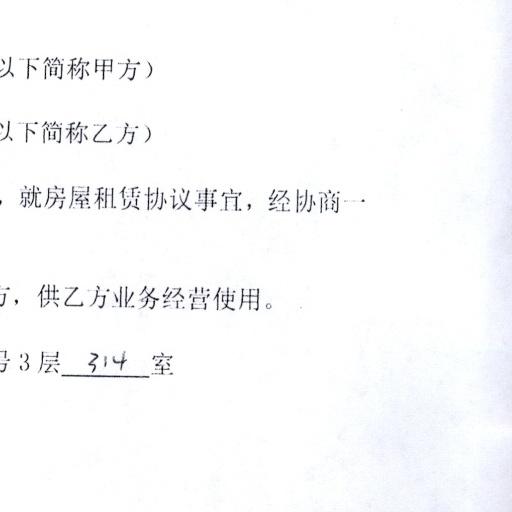 以下简称甲方）
以下简称乙方）
，就房屋租赁协议事宜，经协商一
方，供乙方业务经营使用。
号3层 314 室